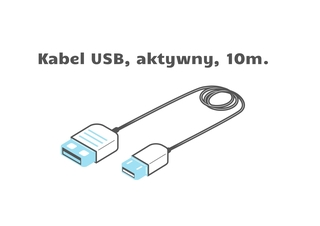 Kabel USB, aktywny, 10m.